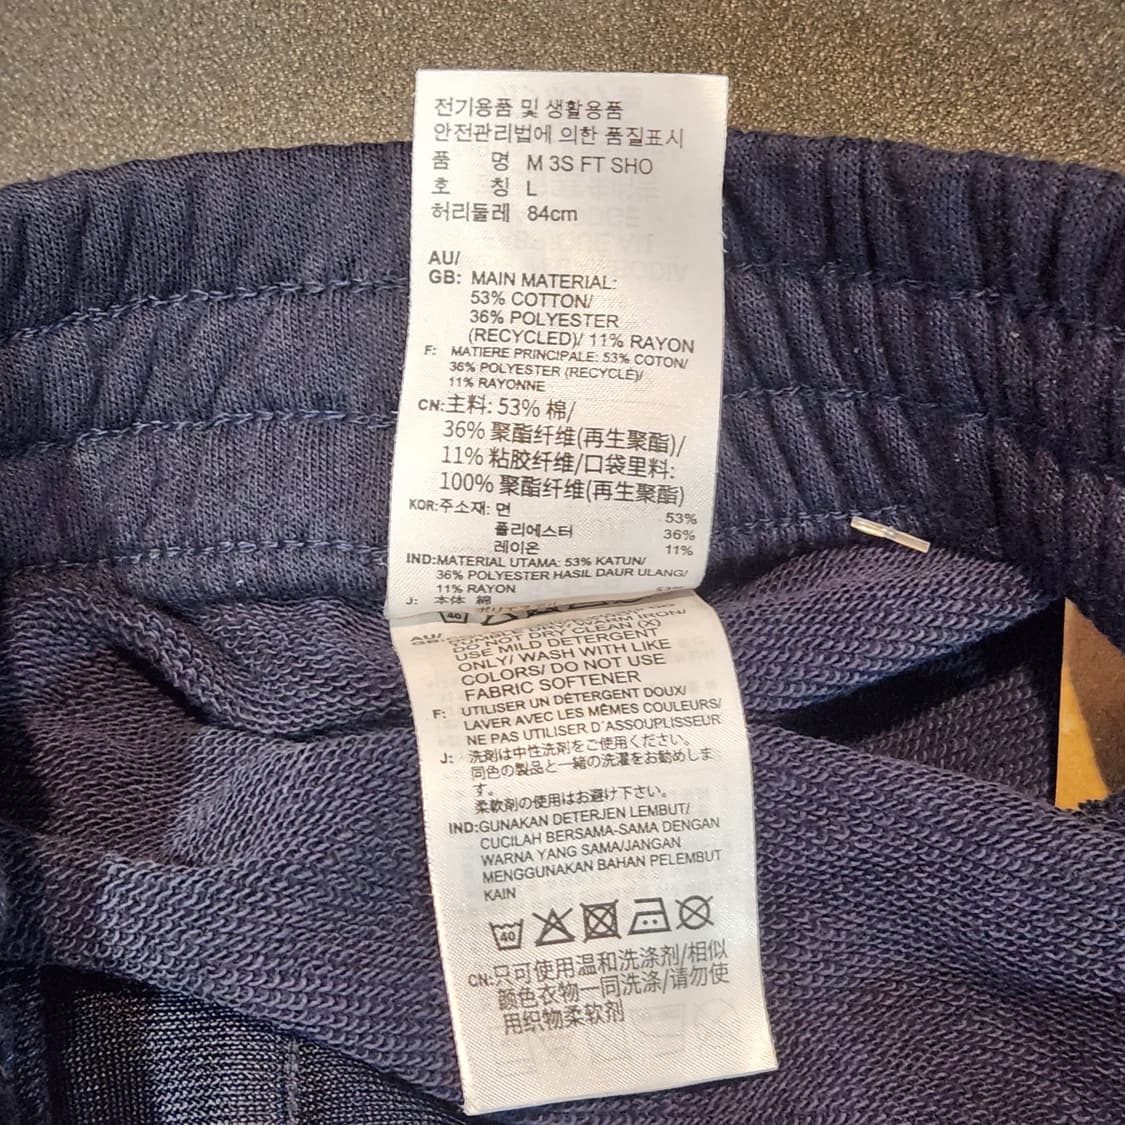 전기용품 및 생활용품
안전관리법에 의한 품질표시
품 명 M 3S FT SHO
호 칭 L
허리둘레 84cm
AU/
GB: MAIN MATERIAL:
53% COTTON/
36% POLYESTER
(RECYCLED)/ 11% RAYON
F: MATIERE PRINCIPALE: 53% COTON/
36% POLYESTER (RECYCLÉ)/
11% RAYONNE
CN:主料: 53% 棉/
36% 聚酯纤维(再生聚酯)/
11% 粘胶纤维/口袋里料:
100% 聚酯纤维(再生聚酯)
KOR:주소재: 면 53%
폴리에스터 36%
레이온 11%
IND:MATERIAL UTAMA: 53% KATUN/
36% POLYESTER HASIL DAUR ULANG/
11% RAYON
J: 本体 綿 53%
40
AU/
GB: DO NOT DRY CLEAN (X)
USE MILD DETERGENT
ONLY/ WASH WITH LIKE
COLORS/ DO NOT USE
FABRIC SOFTENER
F: UTILISER UN DÉTERGENT DOUX/
LAVER AVEC LES MÊMES COULEURS/
NE PAS UTILISER D´ASSOUPLISSEUR
J: 洗剤は中性洗剤をご使用ください。
同色の製品と一緒の洗濯をお勧めしま
す。
柔軟剤の使用はお避け下さい。
IND:GUNAKAN DETERJEN LEMBUT/
CUCILAH BERSAMA-SAMA DENGAN
WARNA YANG SAMA/JANGAN
MENGGUNAKAN BAHAN PELEMBUT
KAIN
40
CN:只可使用温和洗涤剂/相似
颜色衣物一同洗涤/请勿使
用织物柔软剂